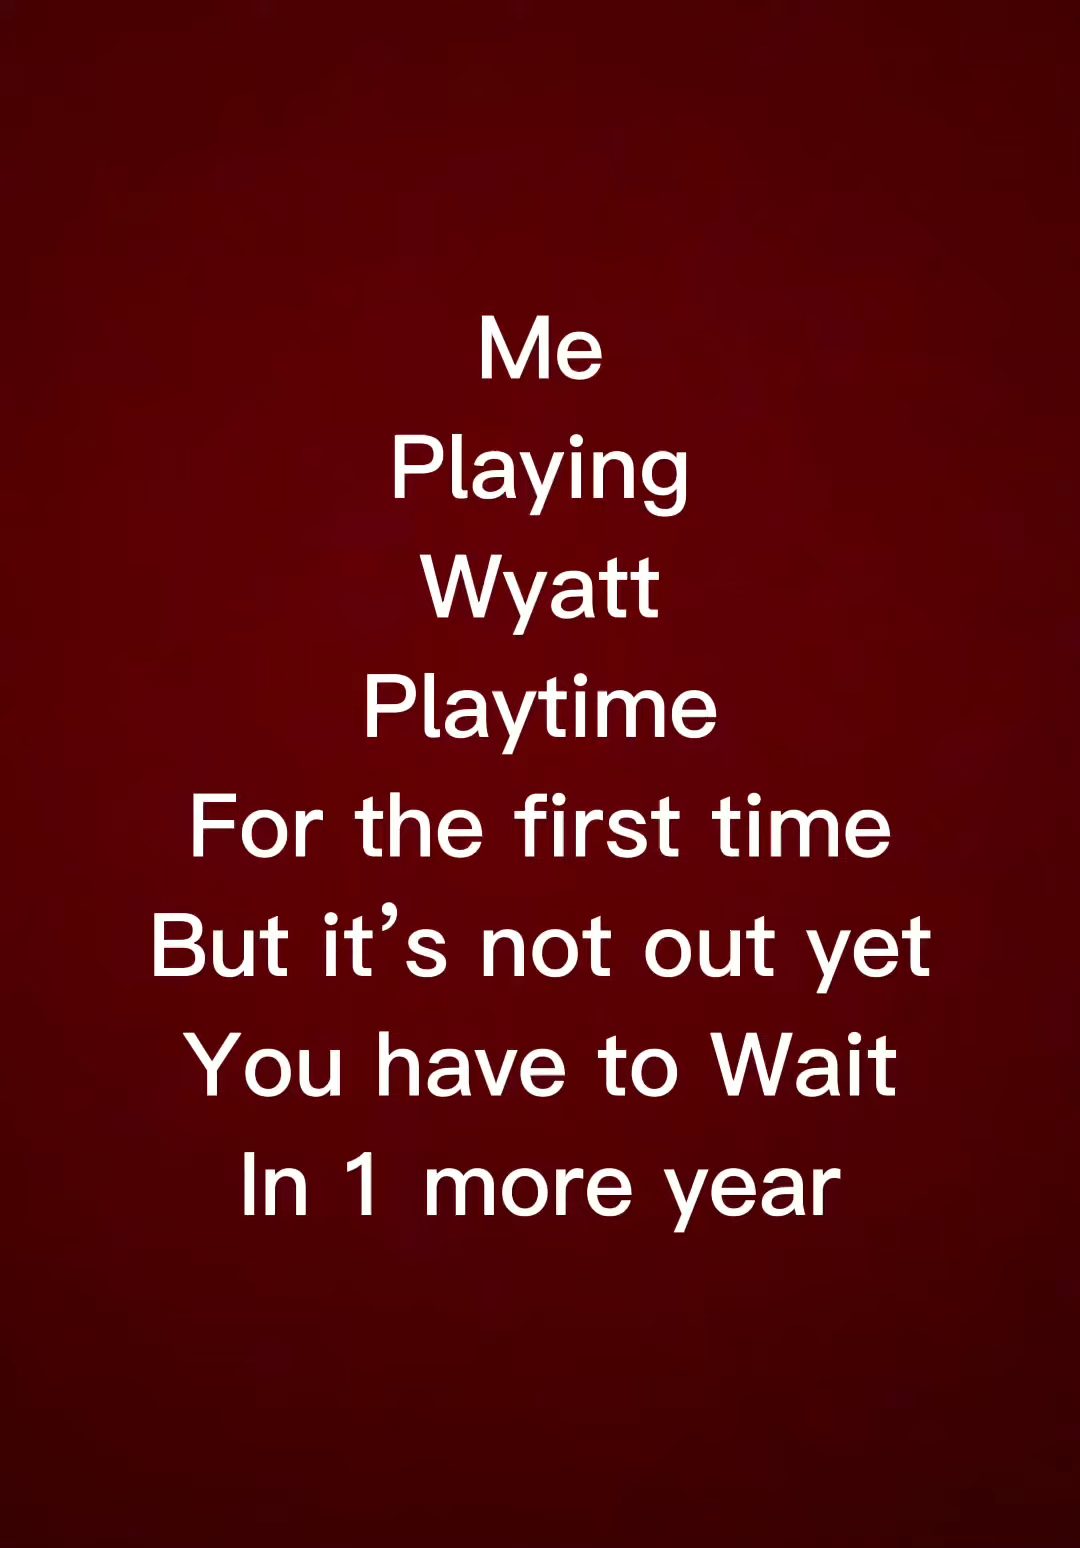 Me
Playing
Wyatt
Playtime
For the first time
But it’s not out yet
You have to Wait
In 1 more year